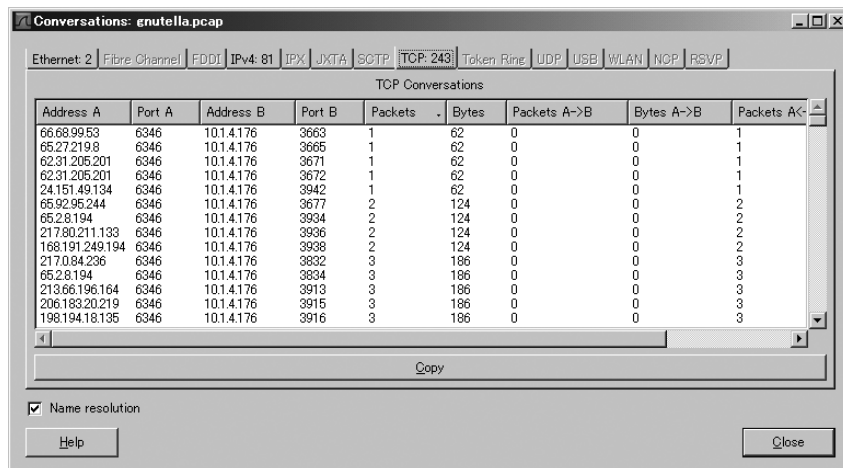 Conversations: gnutella.pcap
Ethernet: 2 Fibre Channel FDDI IPv4: 81 IPX JXTA SCTP TCP: 243 Token Ring UDP USB WLAN NCP RSVP
TCP Conversations
Address A Port A Address B Port B Packets Bytes Packets A->B Bytes A->B Packets A<-
66.68.99.53 6346 10.1.4.176 3663 1 62 0 0 1
65.27.219.8 6346 10.1.4.176 3665 1 62 0 0 1
62.31.205.201 6346 10.1.4.176 3671 1 62 0 0 1
62.31.205.201 6346 10.1.4.176 3672 1 62 0 0 1
24.151.49.134 6346 10.1.4.176 3942 1 62 0 0 1
65.92.95.244 6346 10.1.4.176 3677 2 124 0 0 2
65.2.8.194 6346 10.1.4.176 3934 2 124 0 0 2
217.80.211.133 6346 10.1.4.176 3936 2 124 0 0 2
168.191.249.194 6346 10.1.4.176 3938 2 124 0 0 2
217.0.84.236 6346 10.1.4.176 3832 3 186 0 0 3
65.2.8.194 6346 10.1.4.176 3834 3 186 0 0 3
213.66.196.164 6346 10.1.4.176 3913 3 186 0 0 3
206.183.20.219 6346 10.1.4.176 3915 3 186 0 0 3
198.194.18.135 6346 10.1.4.176 3916 3 186 0 0 3
Copy
Name resolution
Help Close